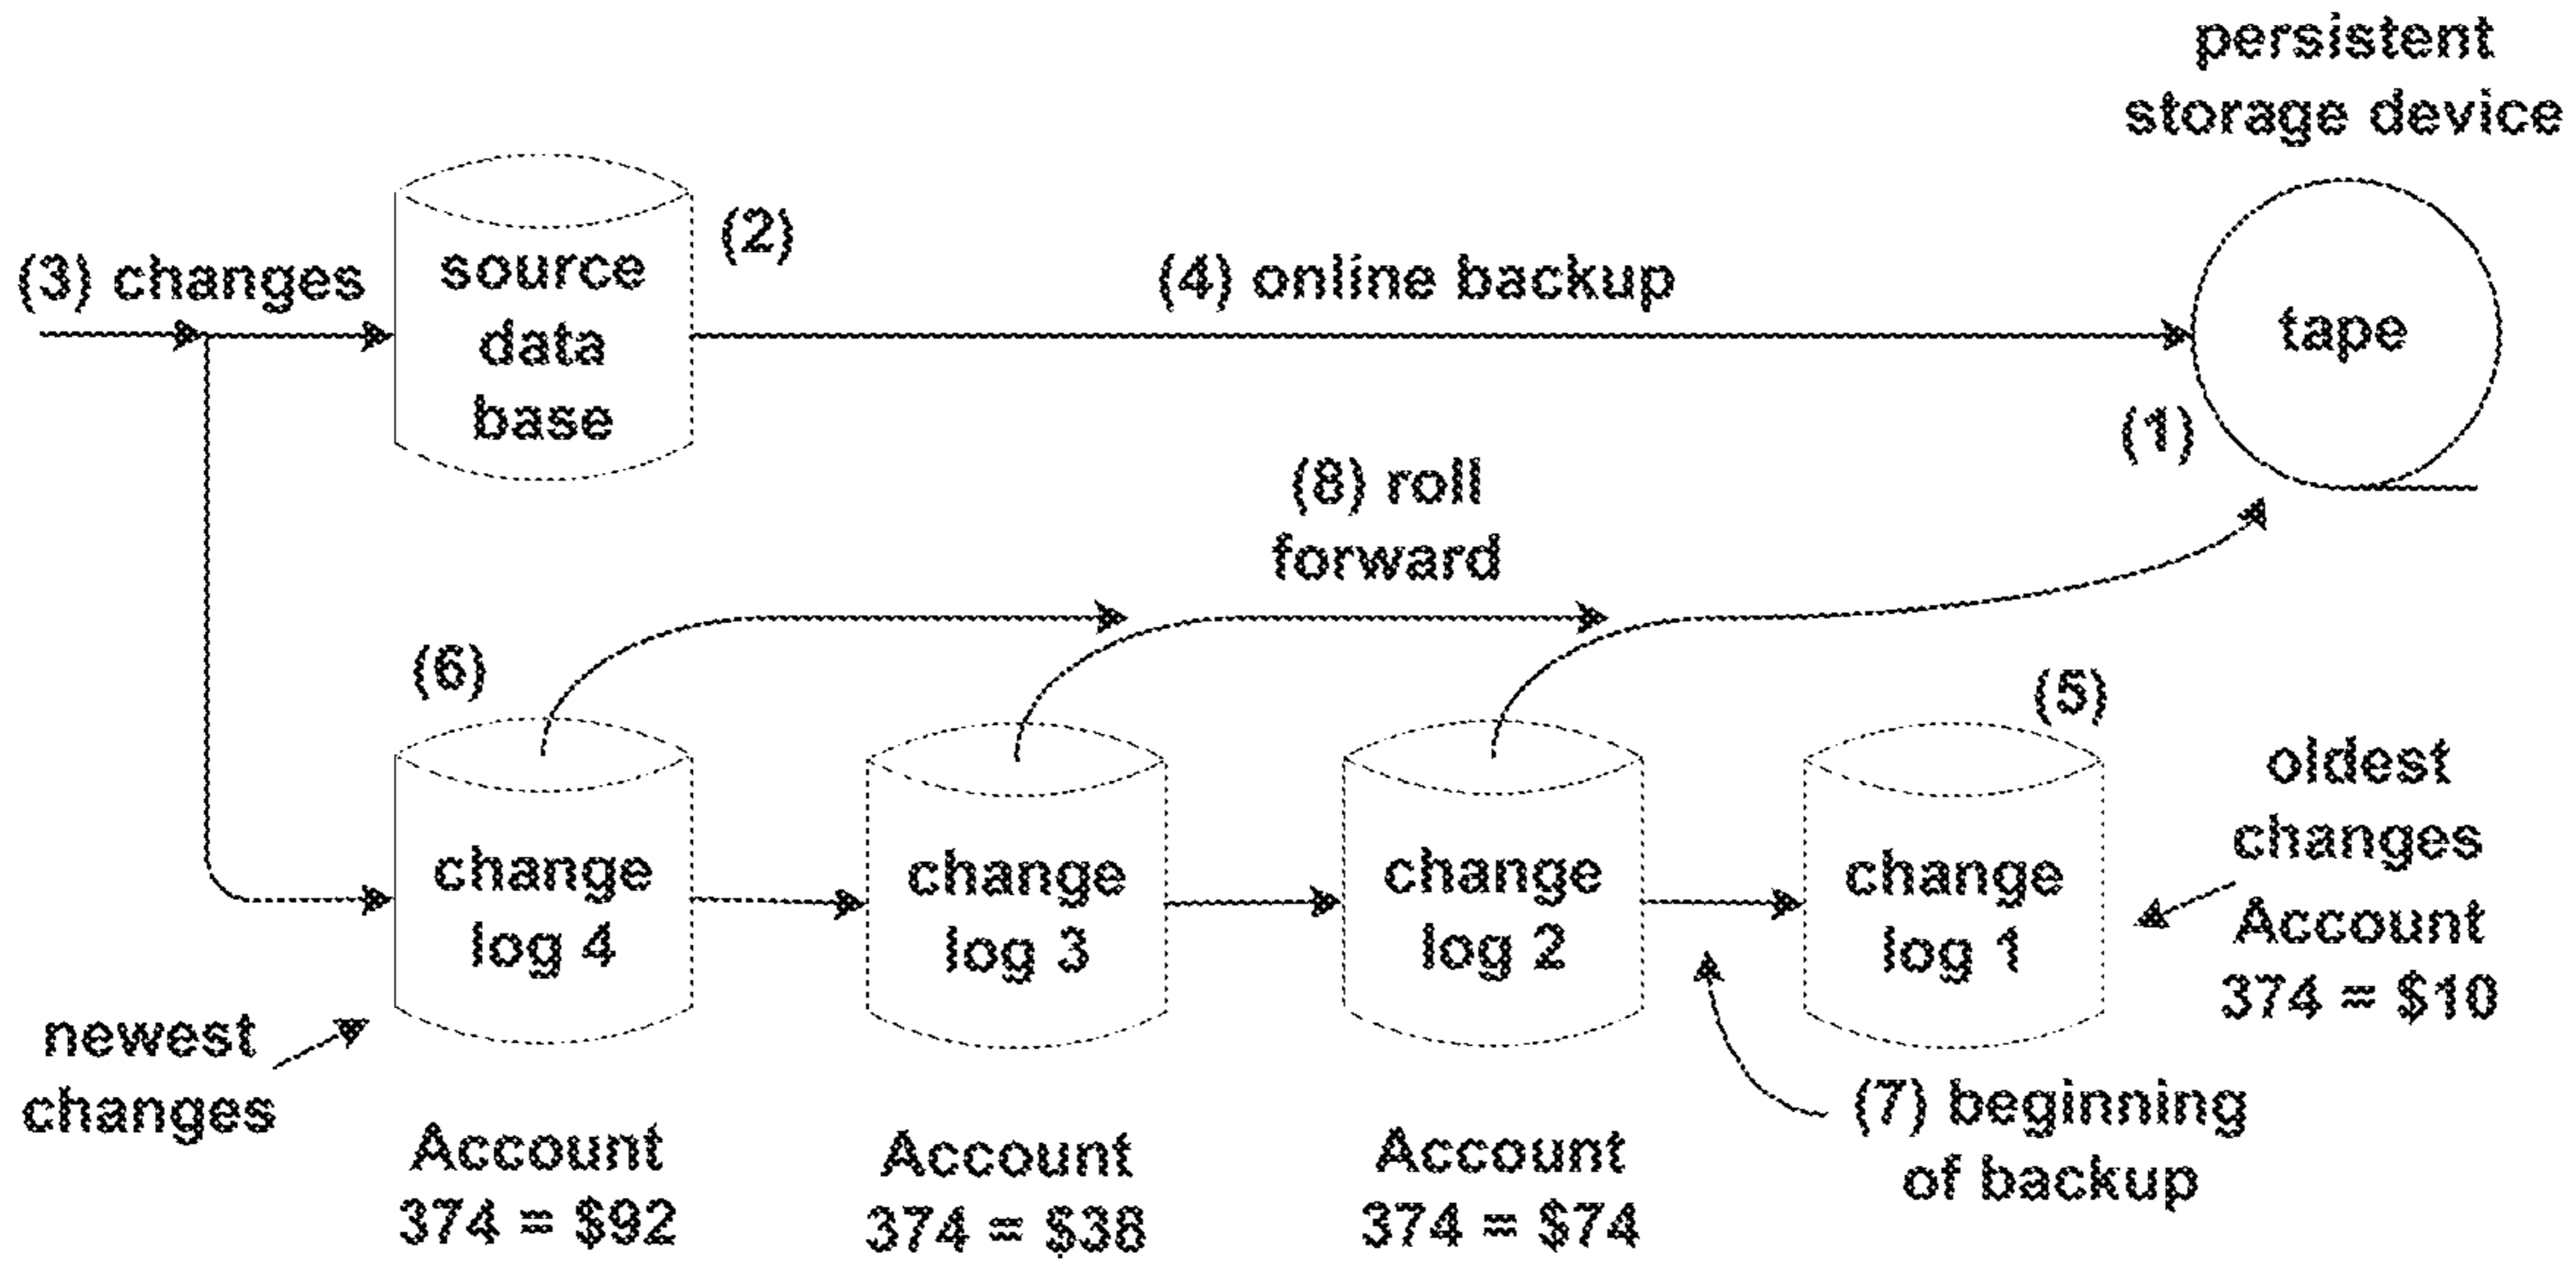 persistent
storage device
(3) changes
source
data
base
(2)
(4) online backup
tape
(1)
(8) roll
forward
(6)
(5)
change
log 4
change
log 3
change
log 2
change
log 1
oldest
changes
Account
374 = $10
newest
changes
(7) beginning
of backup
Account
374 = $92
Account
374 = $38
Account
374 = $74